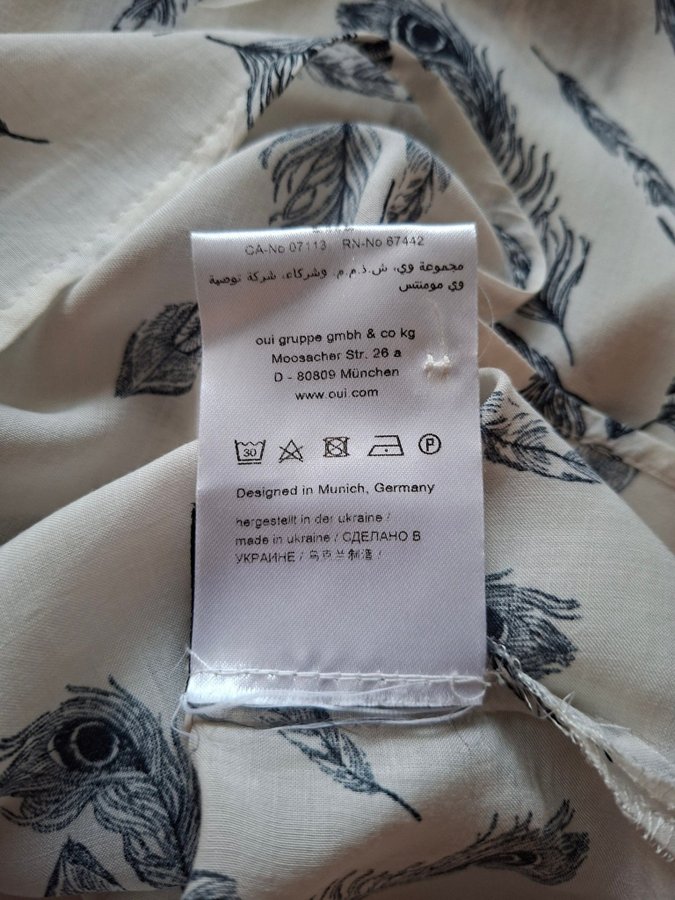 CA-No 07113 RN-No 67442
مجموعة وي، ش.ذ.م.م. وشركاء، شركة توصية
وي مومنتس
oui gruppe gmbh & co kg
Moosacher Str. 26 a
D - 80809 München
www.oui.com
30 P
Designed in Munich, Germany
hergestellt in der ukraine /
made in ukraine / СДЕЛАНО В
УКРАИНЕ / 乌克兰制造 /